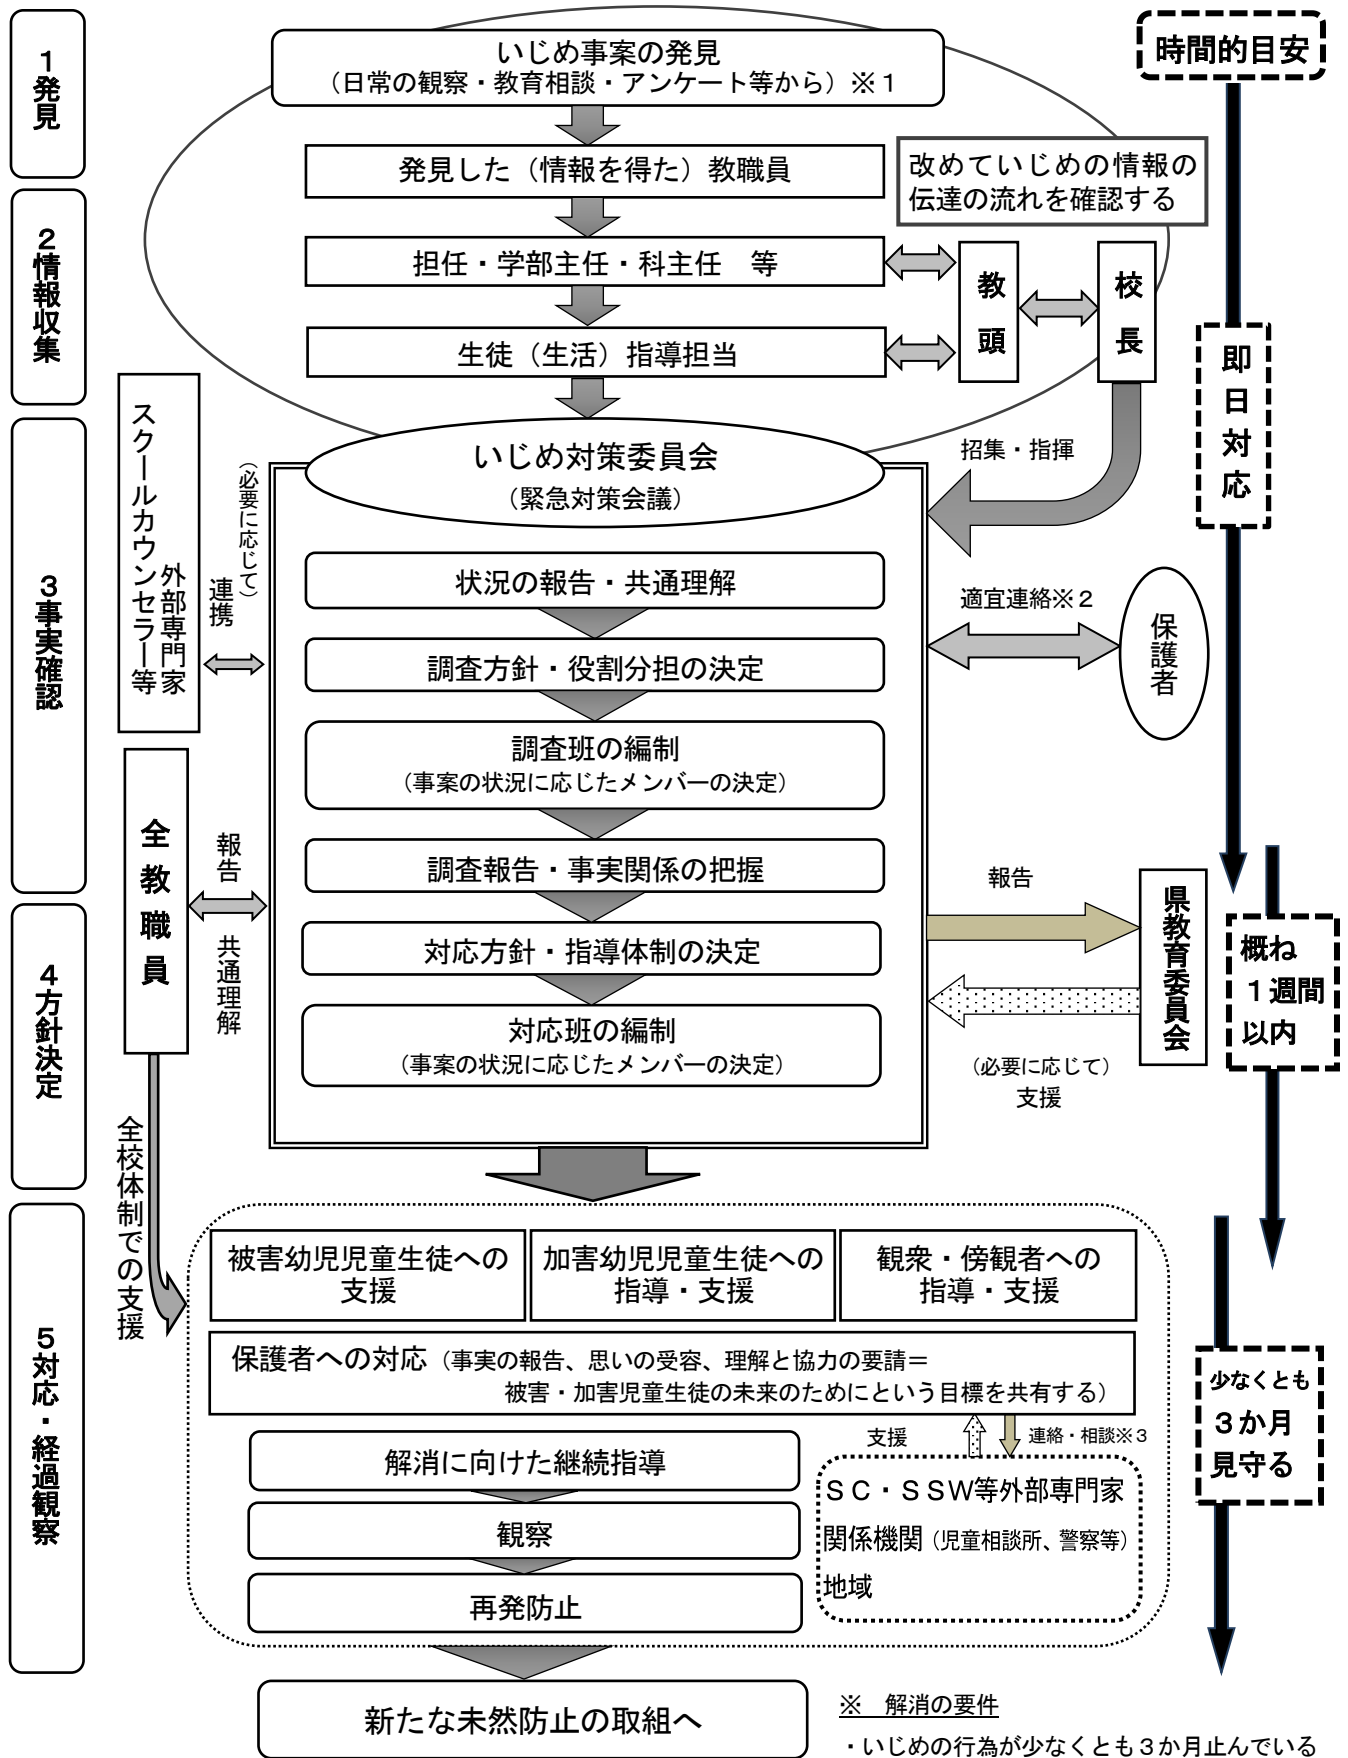 1発見
いじめ事案の発見
(日常の観察・教育相談・アンケート等から)※1
時間的目安
発見した(情報を得た)教職員
改めていじめの情報の
伝達の流れを確認する
2情報収集
担任・学部主任・科主任 等
教頭
校長
生徒(生活)指導担当
即日対応
いじめ対策委員会
(緊急対策会議)
招集・指揮
3事実確認
スクールカウンセラー等
外部専門家
連携
(必要に応じて)
状況の報告・共通理解
適宜連絡※2
保護者
調査方針・役割分担の決定
調査班の編制
(事案の状況に応じたメンバーの決定)
全教職員
報告
共通理解
調査報告・事実関係の把握
報告
県教育委員会
概ね
1週間
以内
4方針決定
対応方針・指導体制の決定
対応班の編制
(事案の状況に応じたメンバーの決定)
(必要に応じて)
支援
全校体制での支援
5対応・経過観察
被害幼児児童生徒への
支援
加害幼児児童生徒への
指導・支援
観衆・傍観者への
指導・支援
保護者への対応(事実の報告、思いの受容、理解と協力の要請=
被害・加害児童生徒の未来のためにという目標を共有する)
少なくとも
3か月
見守る
支援
連絡・相談※3
解消に向けた継続指導
SC・SSW等外部専門家
関係機関(児童相談所、警察等)
地域
観察
再発防止
新たな未然防止の取組へ
※ 解消の要件
・いじめの行為が少なくとも3か月止んでいる